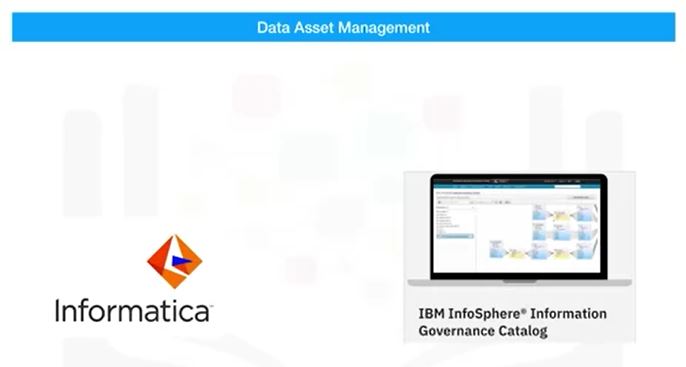 Data Asset Management
Informatica
IBM InfoSphere® Information
Governance Catalog